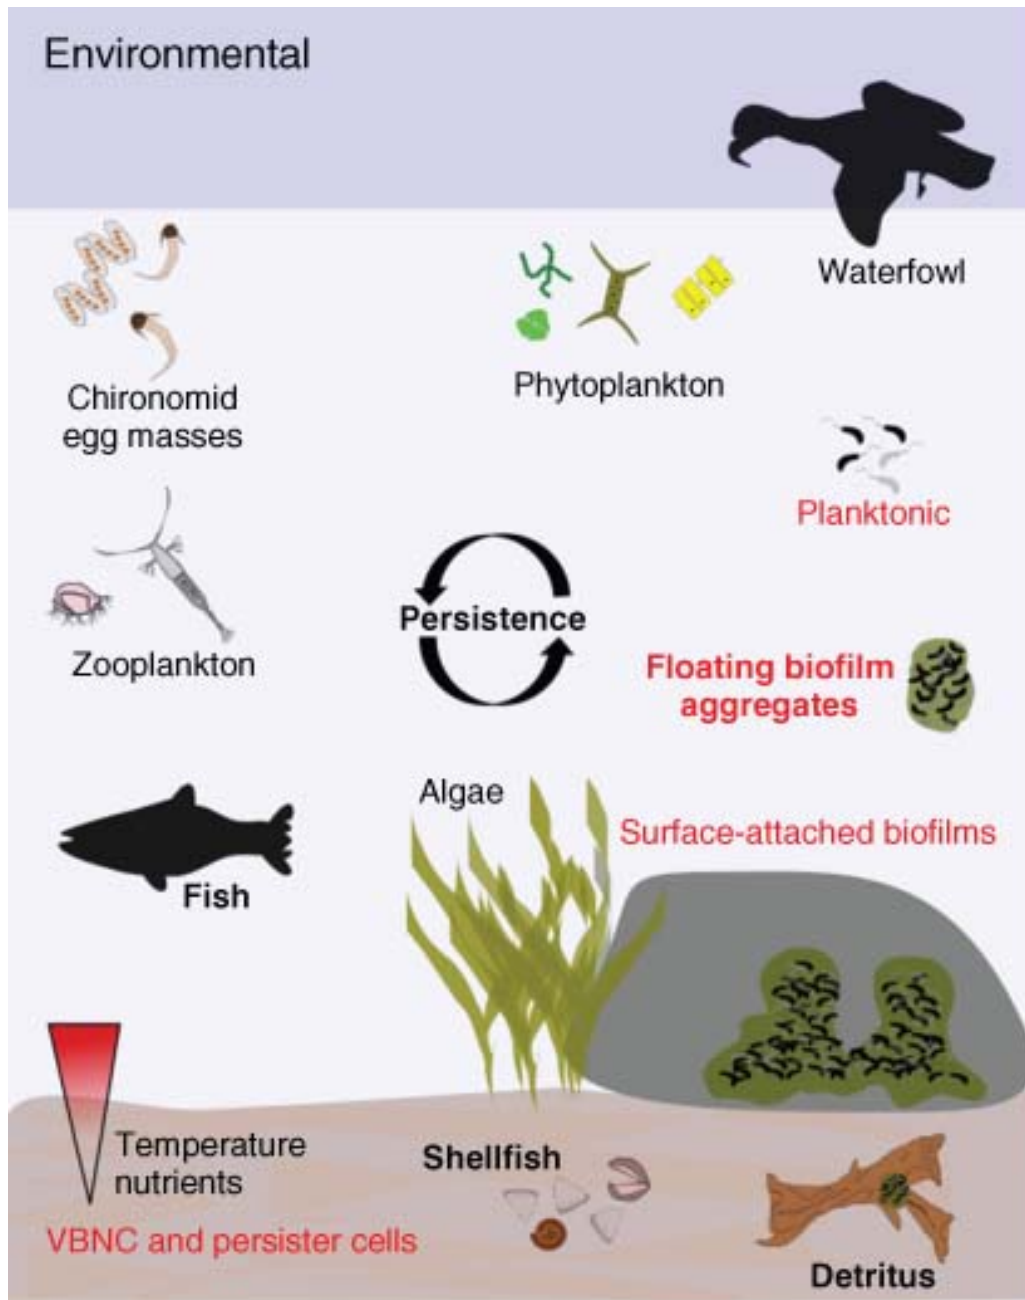 Environmental
Waterfowl
Chironomid
egg masses
Phytoplankton
Planktonic
Zooplankton
Persistence
Floating biofilm
aggregates
Algae
Surface-attached biofilms
Fish
Temperature
nutrients
Shellfish
VBNC and persister cells
Detritus